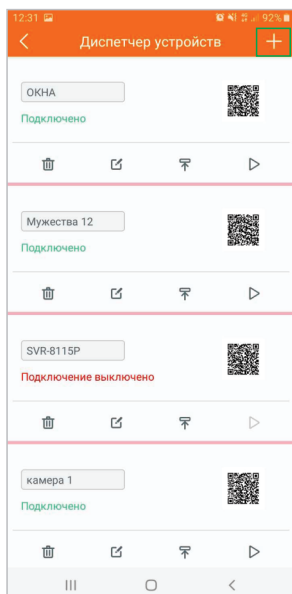 12:31 92%
Диспетчер устройств
ОКНА
Подключено
Мужества 12
Подключено
SVR-8115P
Подключение выключено
камера 1
Подключено